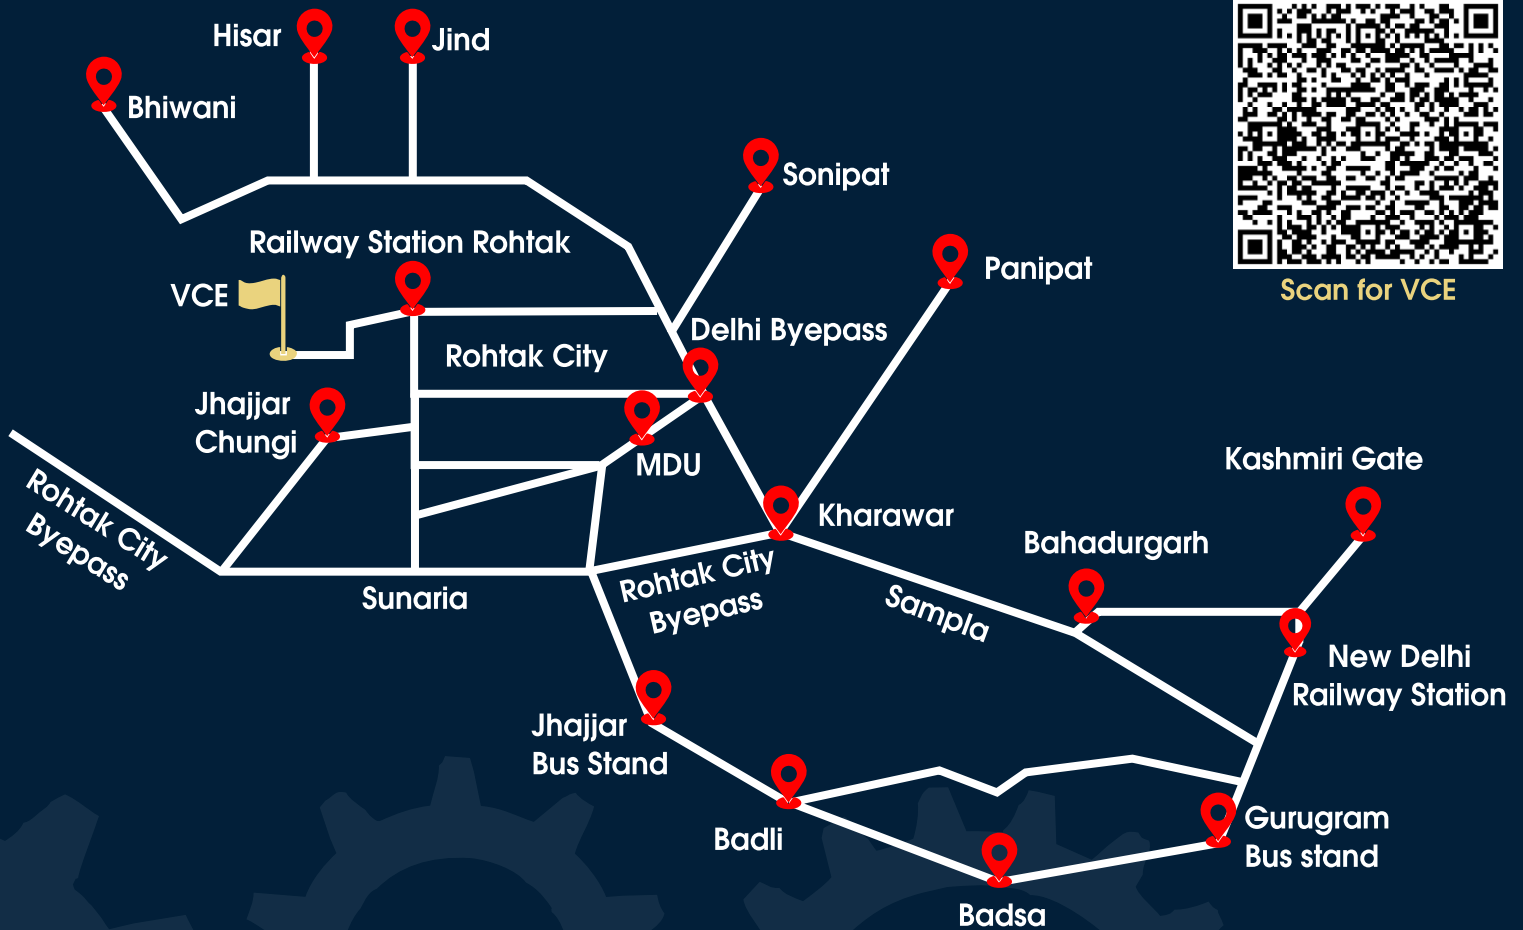 Hisar
Jind
Bhiwani
Sonipat
Railway Station Rohtak
Panipat
VCE
Scan for VCE
Delhi Byepass
Rohtak City
Jhajjar
Chungi
MDU
Kashmiri Gate
Rohtak City
Byepass
Kharawar
Bahadurgarh
Sunaria
Rohtak City
Byepass
Sampla
New Delhi
Railway Station
Jhajjar
Bus Stand
Badli
Gurugram
Bus stand
Badsa